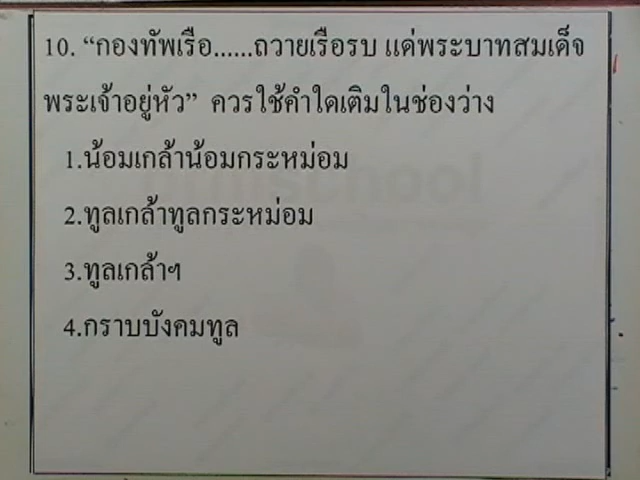 10. “กองทัพเรือ......ถวายเรือรบ แด่พระบาทสมเด็จ
พระเจ้าอยู่หัว” ควรใช้คำใดเติมในช่องว่าง
1.น้อมเกล้าน้อมกระหม่อม
2.ทูลเกล้าทูลกระหม่อม
3.ทูลเกล้าฯ
4.กราบบังคมทูล